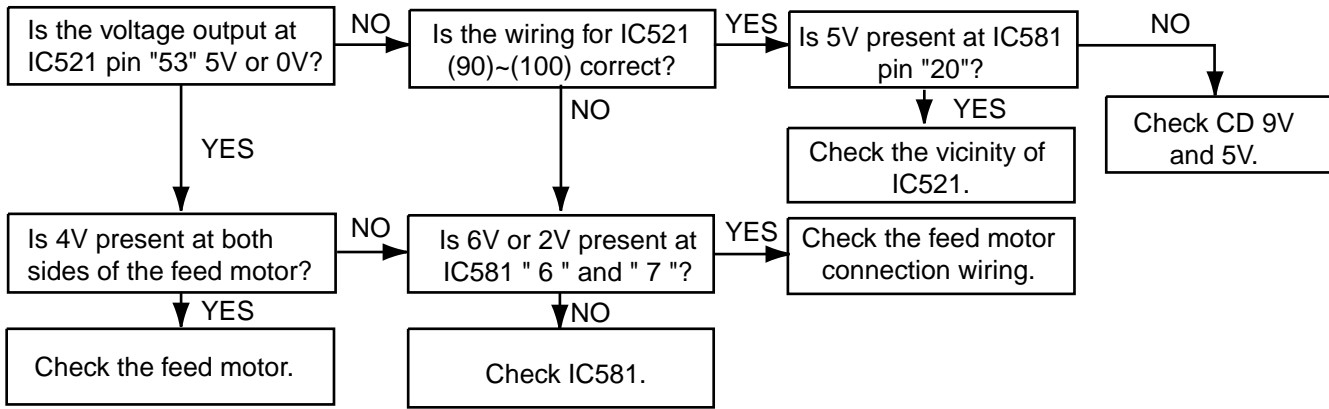 Is the voltage output at
IC521 pin "53" 5V or 0V?
NO
Is the wiring for IC521
(90)~(100) correct?
YES
Is 5V present at IC581
pin "20"?
NO
YES
NO
YES
Check the vicinity of
IC521.
Check CD 9V
and 5V.
Is 4V present at both
sides of the feed motor?
NO
Is 6V or 2V present at
IC581 " 6 " and " 7 "?
YES
Check the feed motor
connection wiring.
YES
NO
Check the feed motor.
Check IC581.